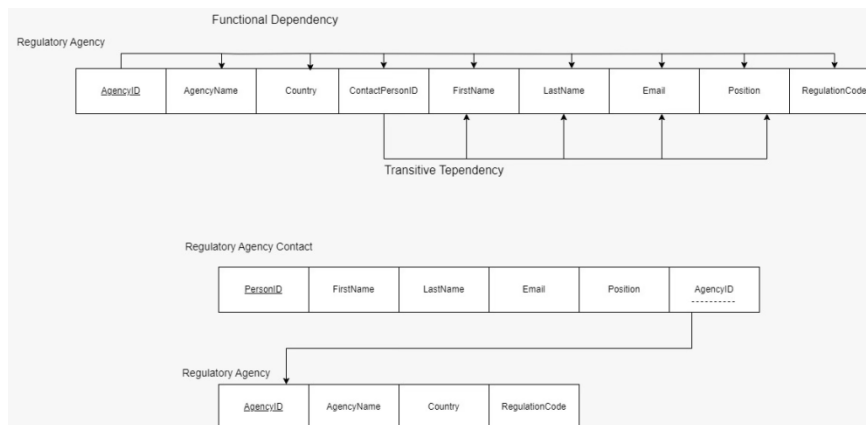 Functional Dependency
Regulatory Agency
AgencyID AgencyName Country ContactPersonID FirstName LastName Email Position RegulationCode
Transitive Tependency
Regulatory Agency Contact
PersonID FirstName LastName Email Position AgencyID
Regulatory Agency
AgencyID AgencyName Country RegulationCode